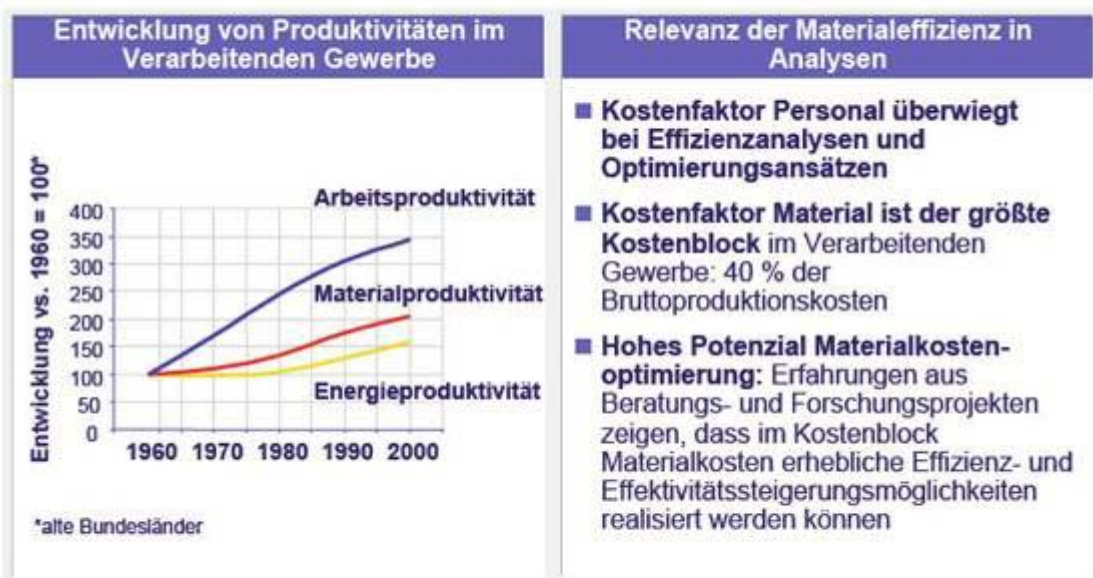 Entwicklung von Produktivitäten im
Verarbeitenden Gewerbe
Entwicklung vs. 1960 = 100*
400
350
300
250
200
150
100
50
0
Arbeitsproduktivität
Materialproduktivität
Energieproduktivität
1960 1970 1980 1990 2000
*alte Bundesländer
Relevanz der Materialeffizienz in
Analysen
■ Kostenfaktor Personal überwiegt
bei Effizienzanalysen und
Optimierungsansätzen
■ Kostenfaktor Material ist der größte
Kostenblock im Verarbeitenden
Gewerbe: 40 % der
Bruttoproduktionskosten
■ Hohes Potenzial Materialkosten-
optimierung: Erfahrungen aus
Beratungs- und Forschungsprojekten
zeigen, dass im Kostenblock
Materialkosten erhebliche Effizienz- und
Effektivitätssteigerungsmöglichkeiten
realisiert werden können